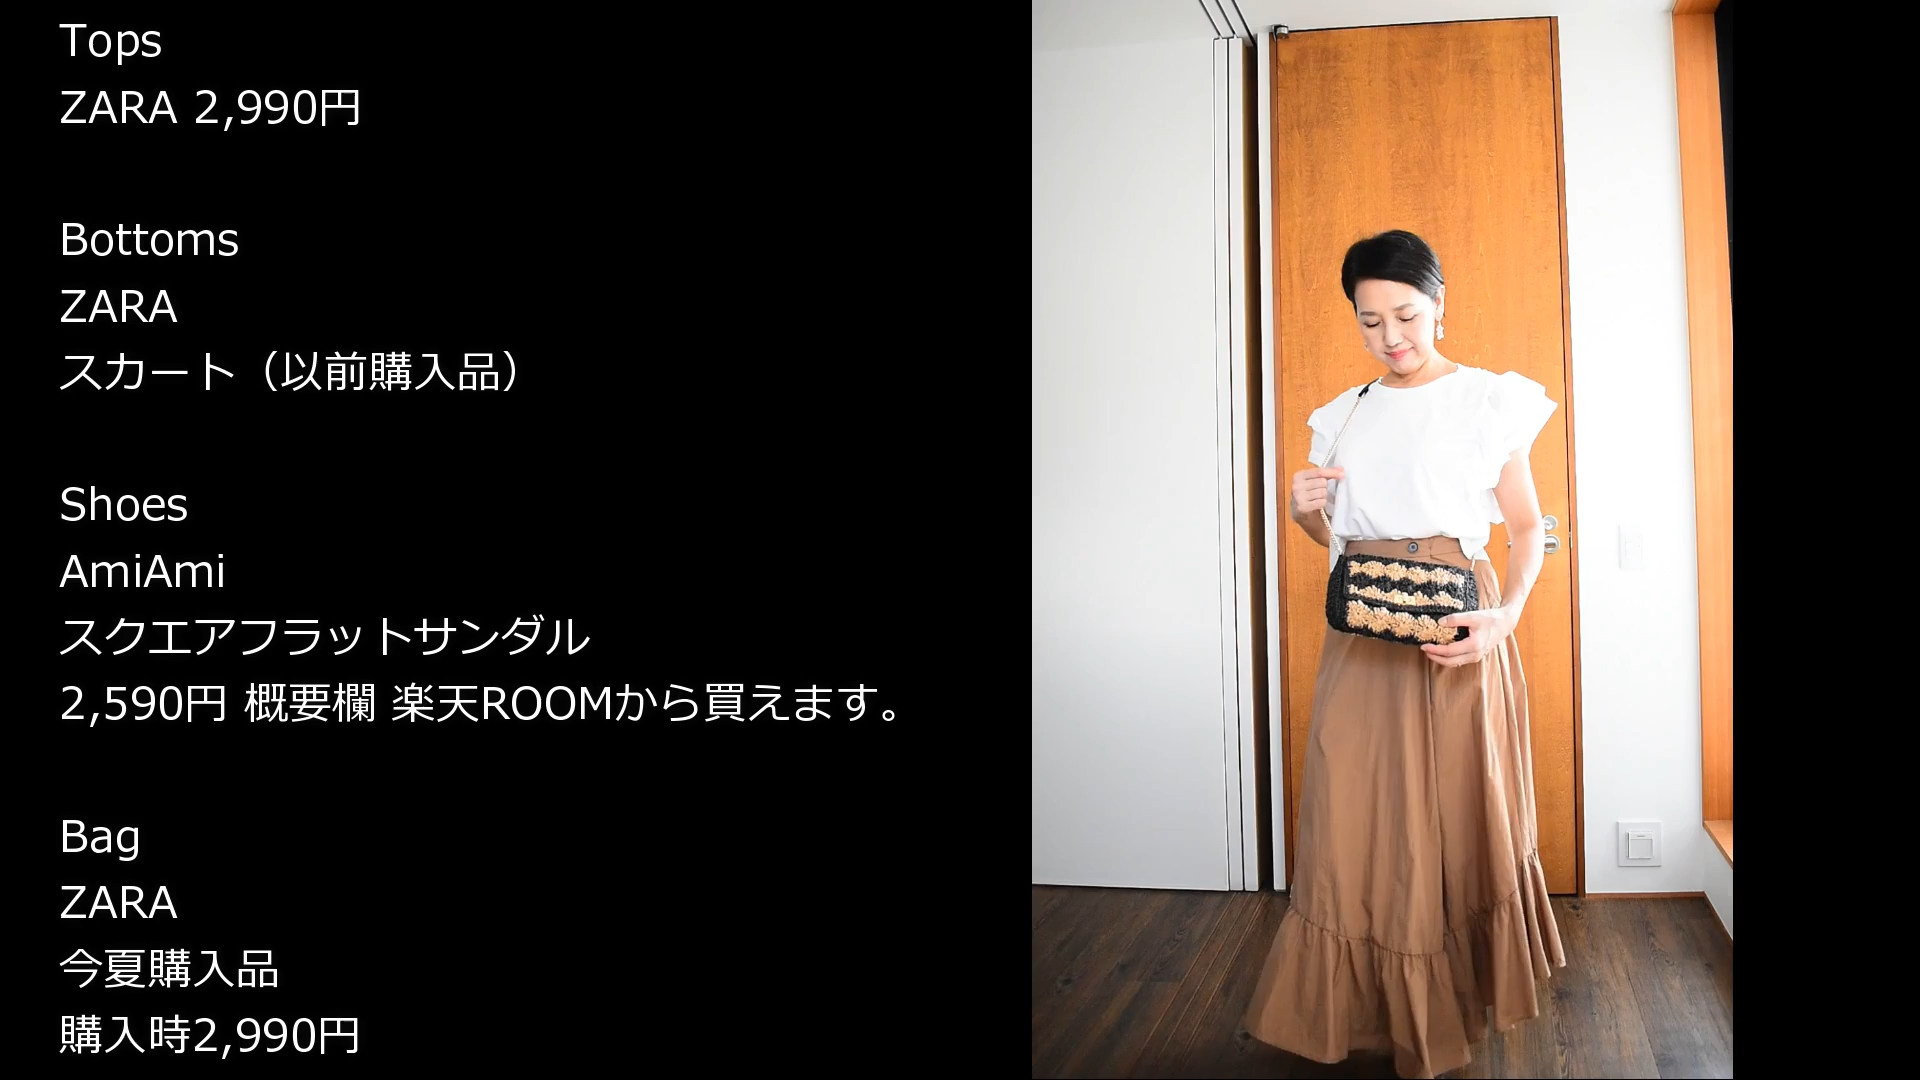 Tops
ZARA 2,990円
Bottoms
ZARA
スカート（以前購入品）
Shoes
AmiAmi
スクエアフラットサンダル
2,590円 概要欄 楽天ROOMから買えます。
Bag
ZARA
今夏購入品
購入時2,990円